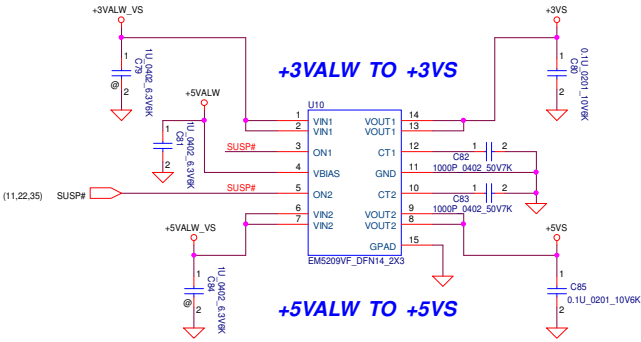 +3VALW_VS
+3VS
1
1U_0402_6.3V6K
C79
@
2
+3VALW TO +3VS
1
0.1U_0201_10V6K
C80
2
+5VALW
1
1U_0402_6.3V6K
C81
2
U10
1 VIN1
2 VIN1
VOUT1 14
VOUT1 13
SUSP# 3 ON1
CT1 12
1 2
C82
1000P_0402_50V7K
4 VBIAS
GND 11
(11,22,35) SUSP#
SUSP# 5 ON2
CT2 10
1 2
C83
1000P_0402_50V7K
6 VIN2
7 VIN2
VOUT2 9
VOUT2 8
GPAD 15
EM5209VF_DFN14_2X3
+5VALW_VS
+5VS
1
1U_0402_6.3V6K
C84
@
2
+5VALW TO +5VS
1
C85
0.1U_0201_10V6K
2